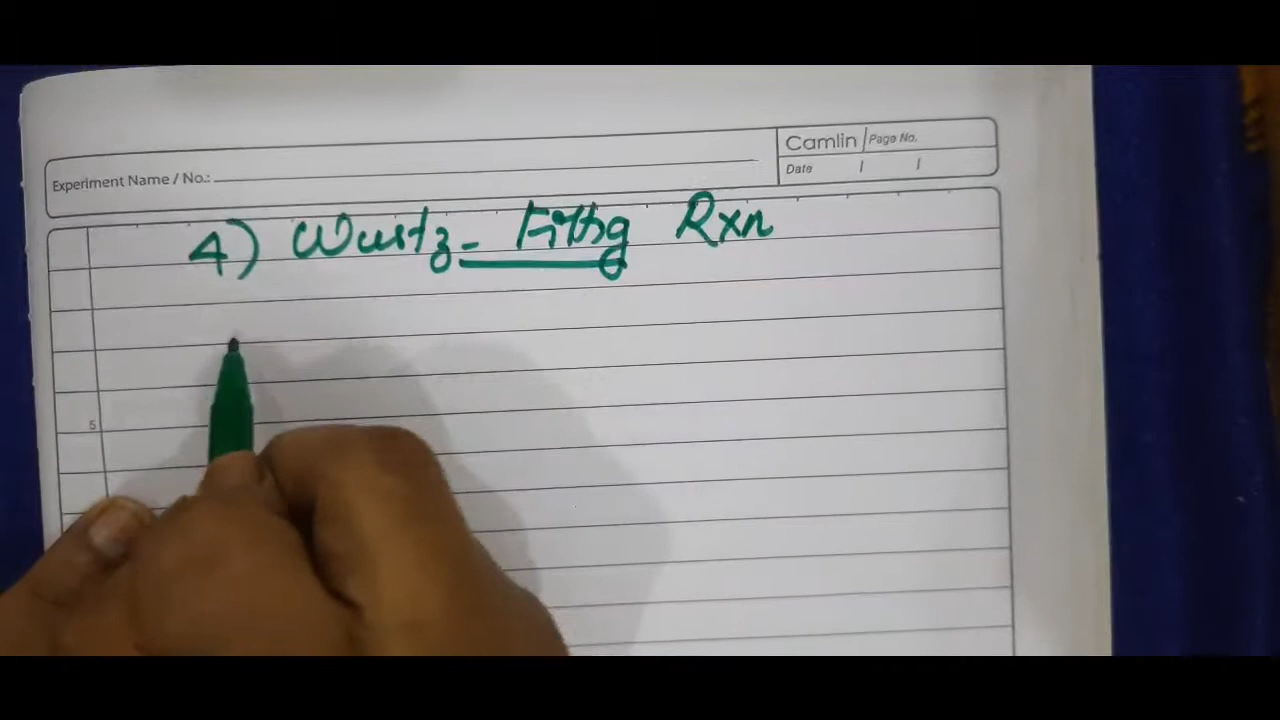 Camlin Page No.
Experiment Name / No.:
Date / /
4) Wurtz - Fittig Rxn
5